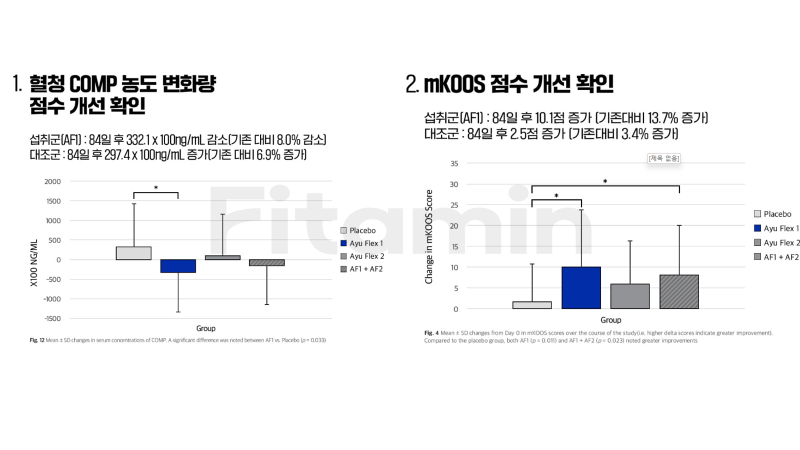 1. 혈청 COMP 농도 변화량
점수 개선 확인
섭취군(AF1) : 84일 후 332.1 x 100ng/mL 감소(기존 대비 8.0% 감소)
대조군 : 84일 후 297.4 x 100ng/mL 증가(기존 대비 6.9% 증가)
2000
1500
1000
500
0
-500
-1000
-1500
X100 NG/ML
*
Group
Placebo
Ayu Flex 1
Ayu Flex 2
AF1 + AF2
Fig. 12 Mean ± SD changes in serum concentrations of COMP. A significant difference was noted between AF1 vs. Placebo (p = 0.033)
2. mKOOS 점수 개선 확인
섭취군(AF1) : 84일 후 10.1점 증가 (기존대비 13.7% 증가)
대조군 : 84일 후 2.5점 증가 (기존대비 3.4% 증가)
[제목 없음]
35
30
25
20
15
10
5
0
Change in mKOOS Score
*
*
Group
Placebo
Ayu Flex 1
Ayu Flex 2
AF1 + AF2
Fig. 4 Mean ± SD changes from Day 0 in mKOOS scores over the course of the study (i.e, higher delta scores indicate greater improvement).
Compared to the placebo group, both AF1 (p = 0.011) and AF1 + AF2 (p = 0.023) noted greater improvements
Fitamin